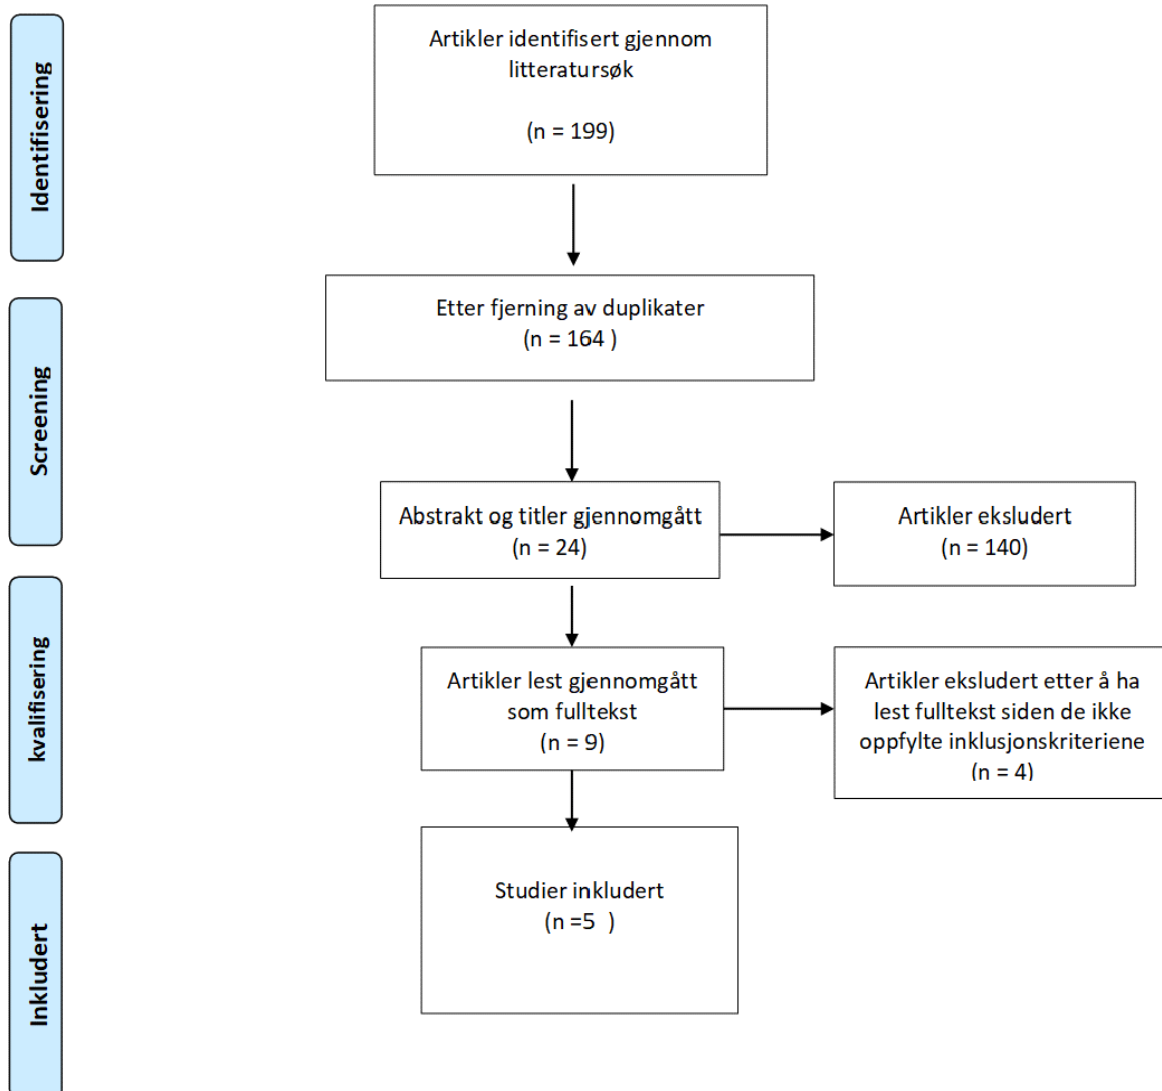 Identifisering
Artikler identifisert gjennom
litteratursøk
(n = 199)
Screening
Etter fjerning av duplikater
(n = 164 )
Abstrakt og titler gjennomgått
(n = 24)
Artikler eksludert
(n = 140)
kvalifisering
Artikler lest gjennomgått
som fulltekst
(n = 9)
Artikler eksludert etter å ha
lest fulltekst siden de ikke
oppfylte inklusjonskriteriene
(n = 4)
Inkludert
Studier inkludert
(n =5  )